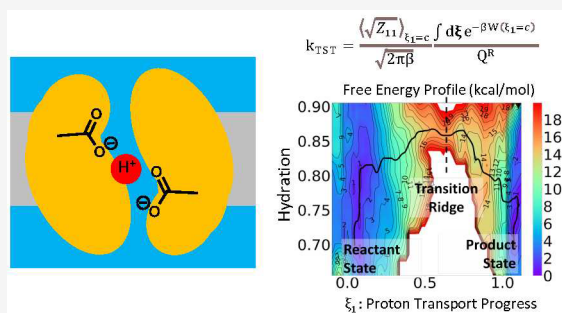 k_TST = ⟨√Z₁₁⟩_ξ₁=c / √2πβ ∫ dξ e^−βW(ξ₁=c) / Q^R
Free Energy Profile (kcal/mol)
O
O ⊖
H⁺
⊖ O
O
Hydration
0.90
0.85
0.80
0.75
0.70
Transition
Ridge
Reactant
State
Product
State
18
16
14
12
10
8
6
4
2
0
0.0 0.5 1.0
ξ₁: Proton Transport Progress